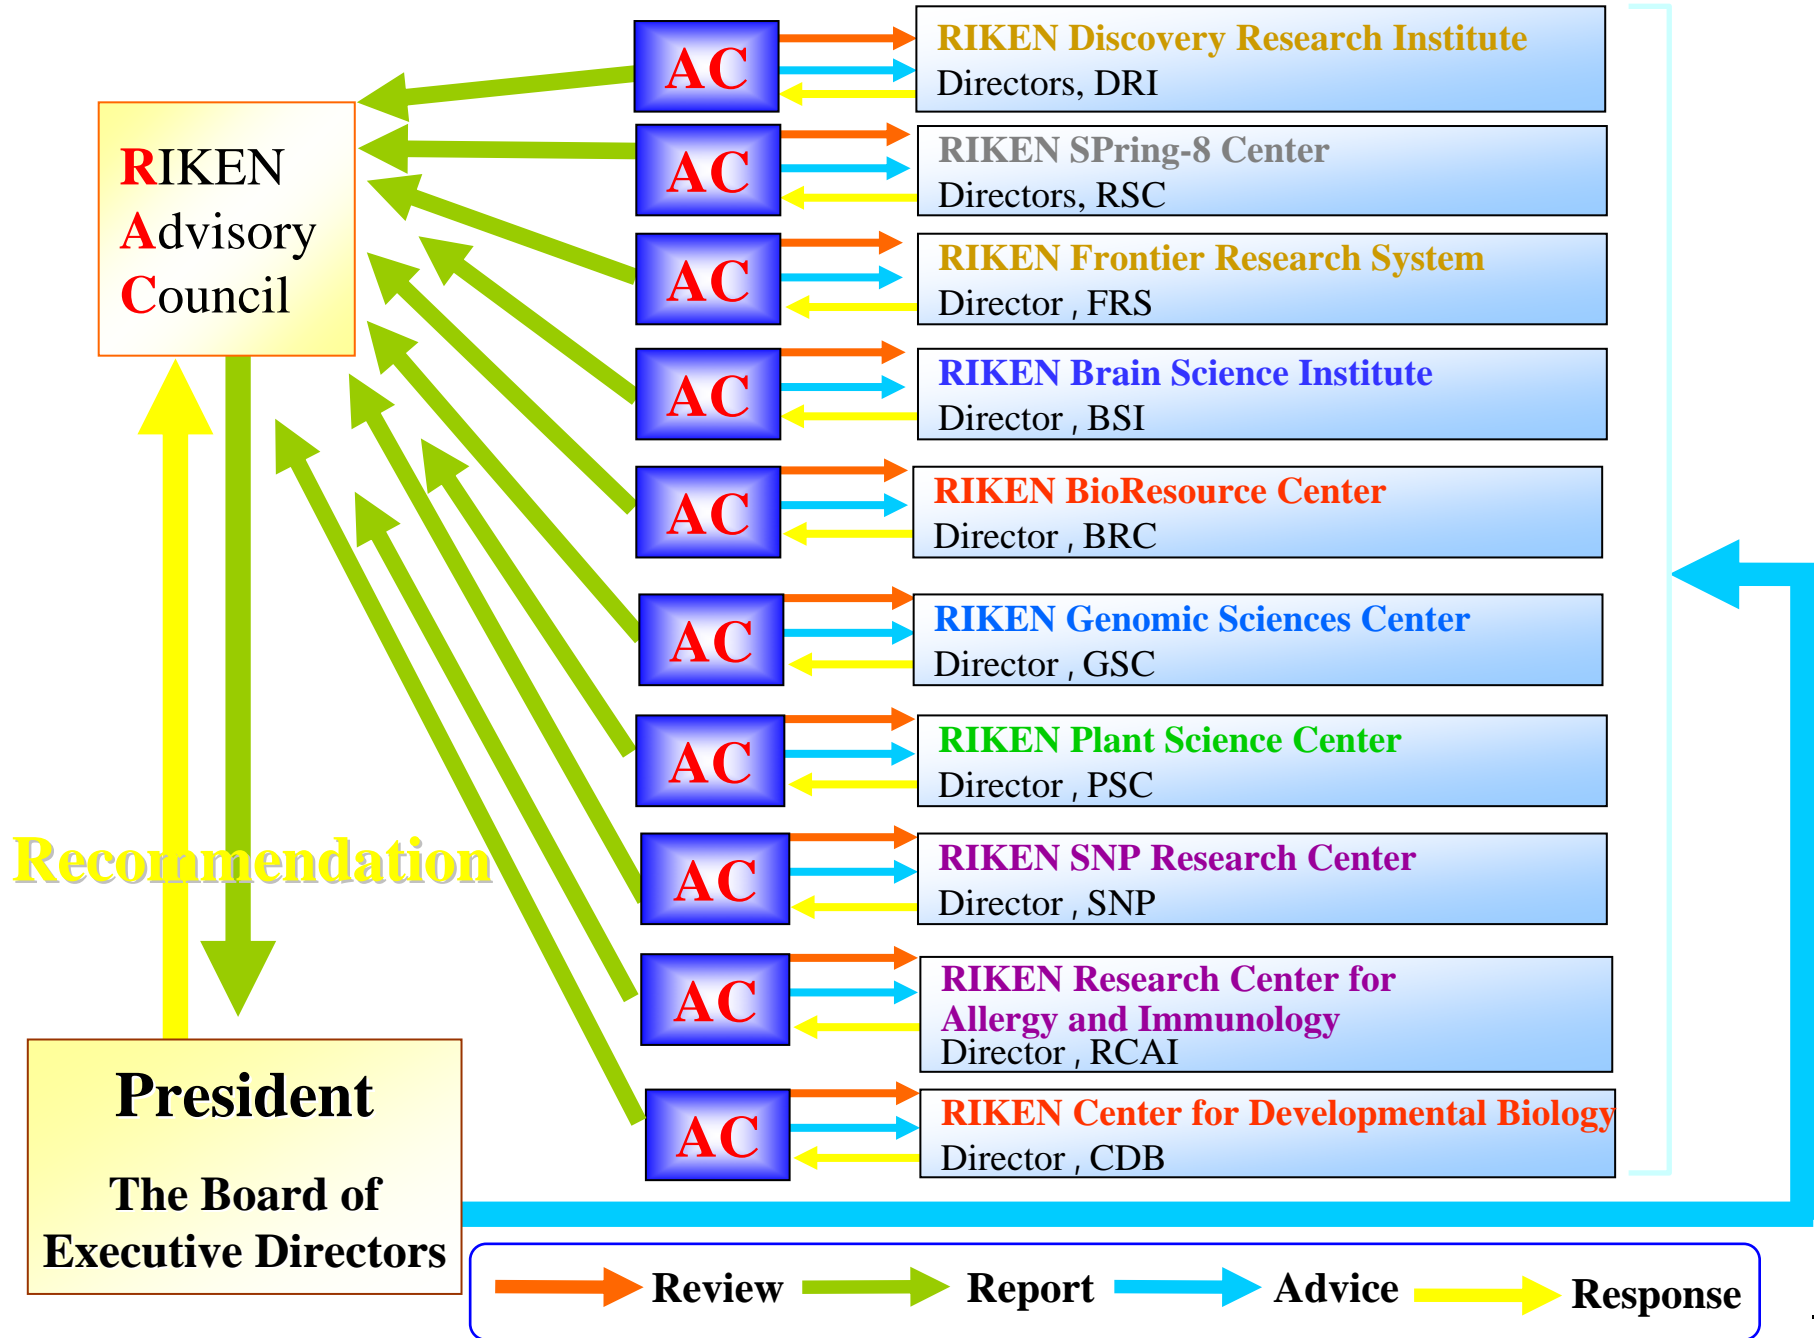 RIKEN
Advisory
Council
AC
RIKEN Discovery Research Institute
Directors, DRI
AC
RIKEN SPring-8 Center
Directors, RSC
AC
RIKEN Frontier Research System
Director , FRS
AC
RIKEN Brain Science Institute
Director , BSI
AC
RIKEN BioResource Center
Director , BRC
AC
RIKEN Genomic Sciences Center
Director , GSC
AC
RIKEN Plant Science Center
Director , PSC
AC
RIKEN SNP Research Center
Director , SNP
AC
RIKEN Research Center for
Allergy and Immunology
Director , RCAI
AC
RIKEN Center for Developmental Biology
Director , CDB
Recommendation
President
The Board of
Executive Directors
Review
Report
Advice
Response